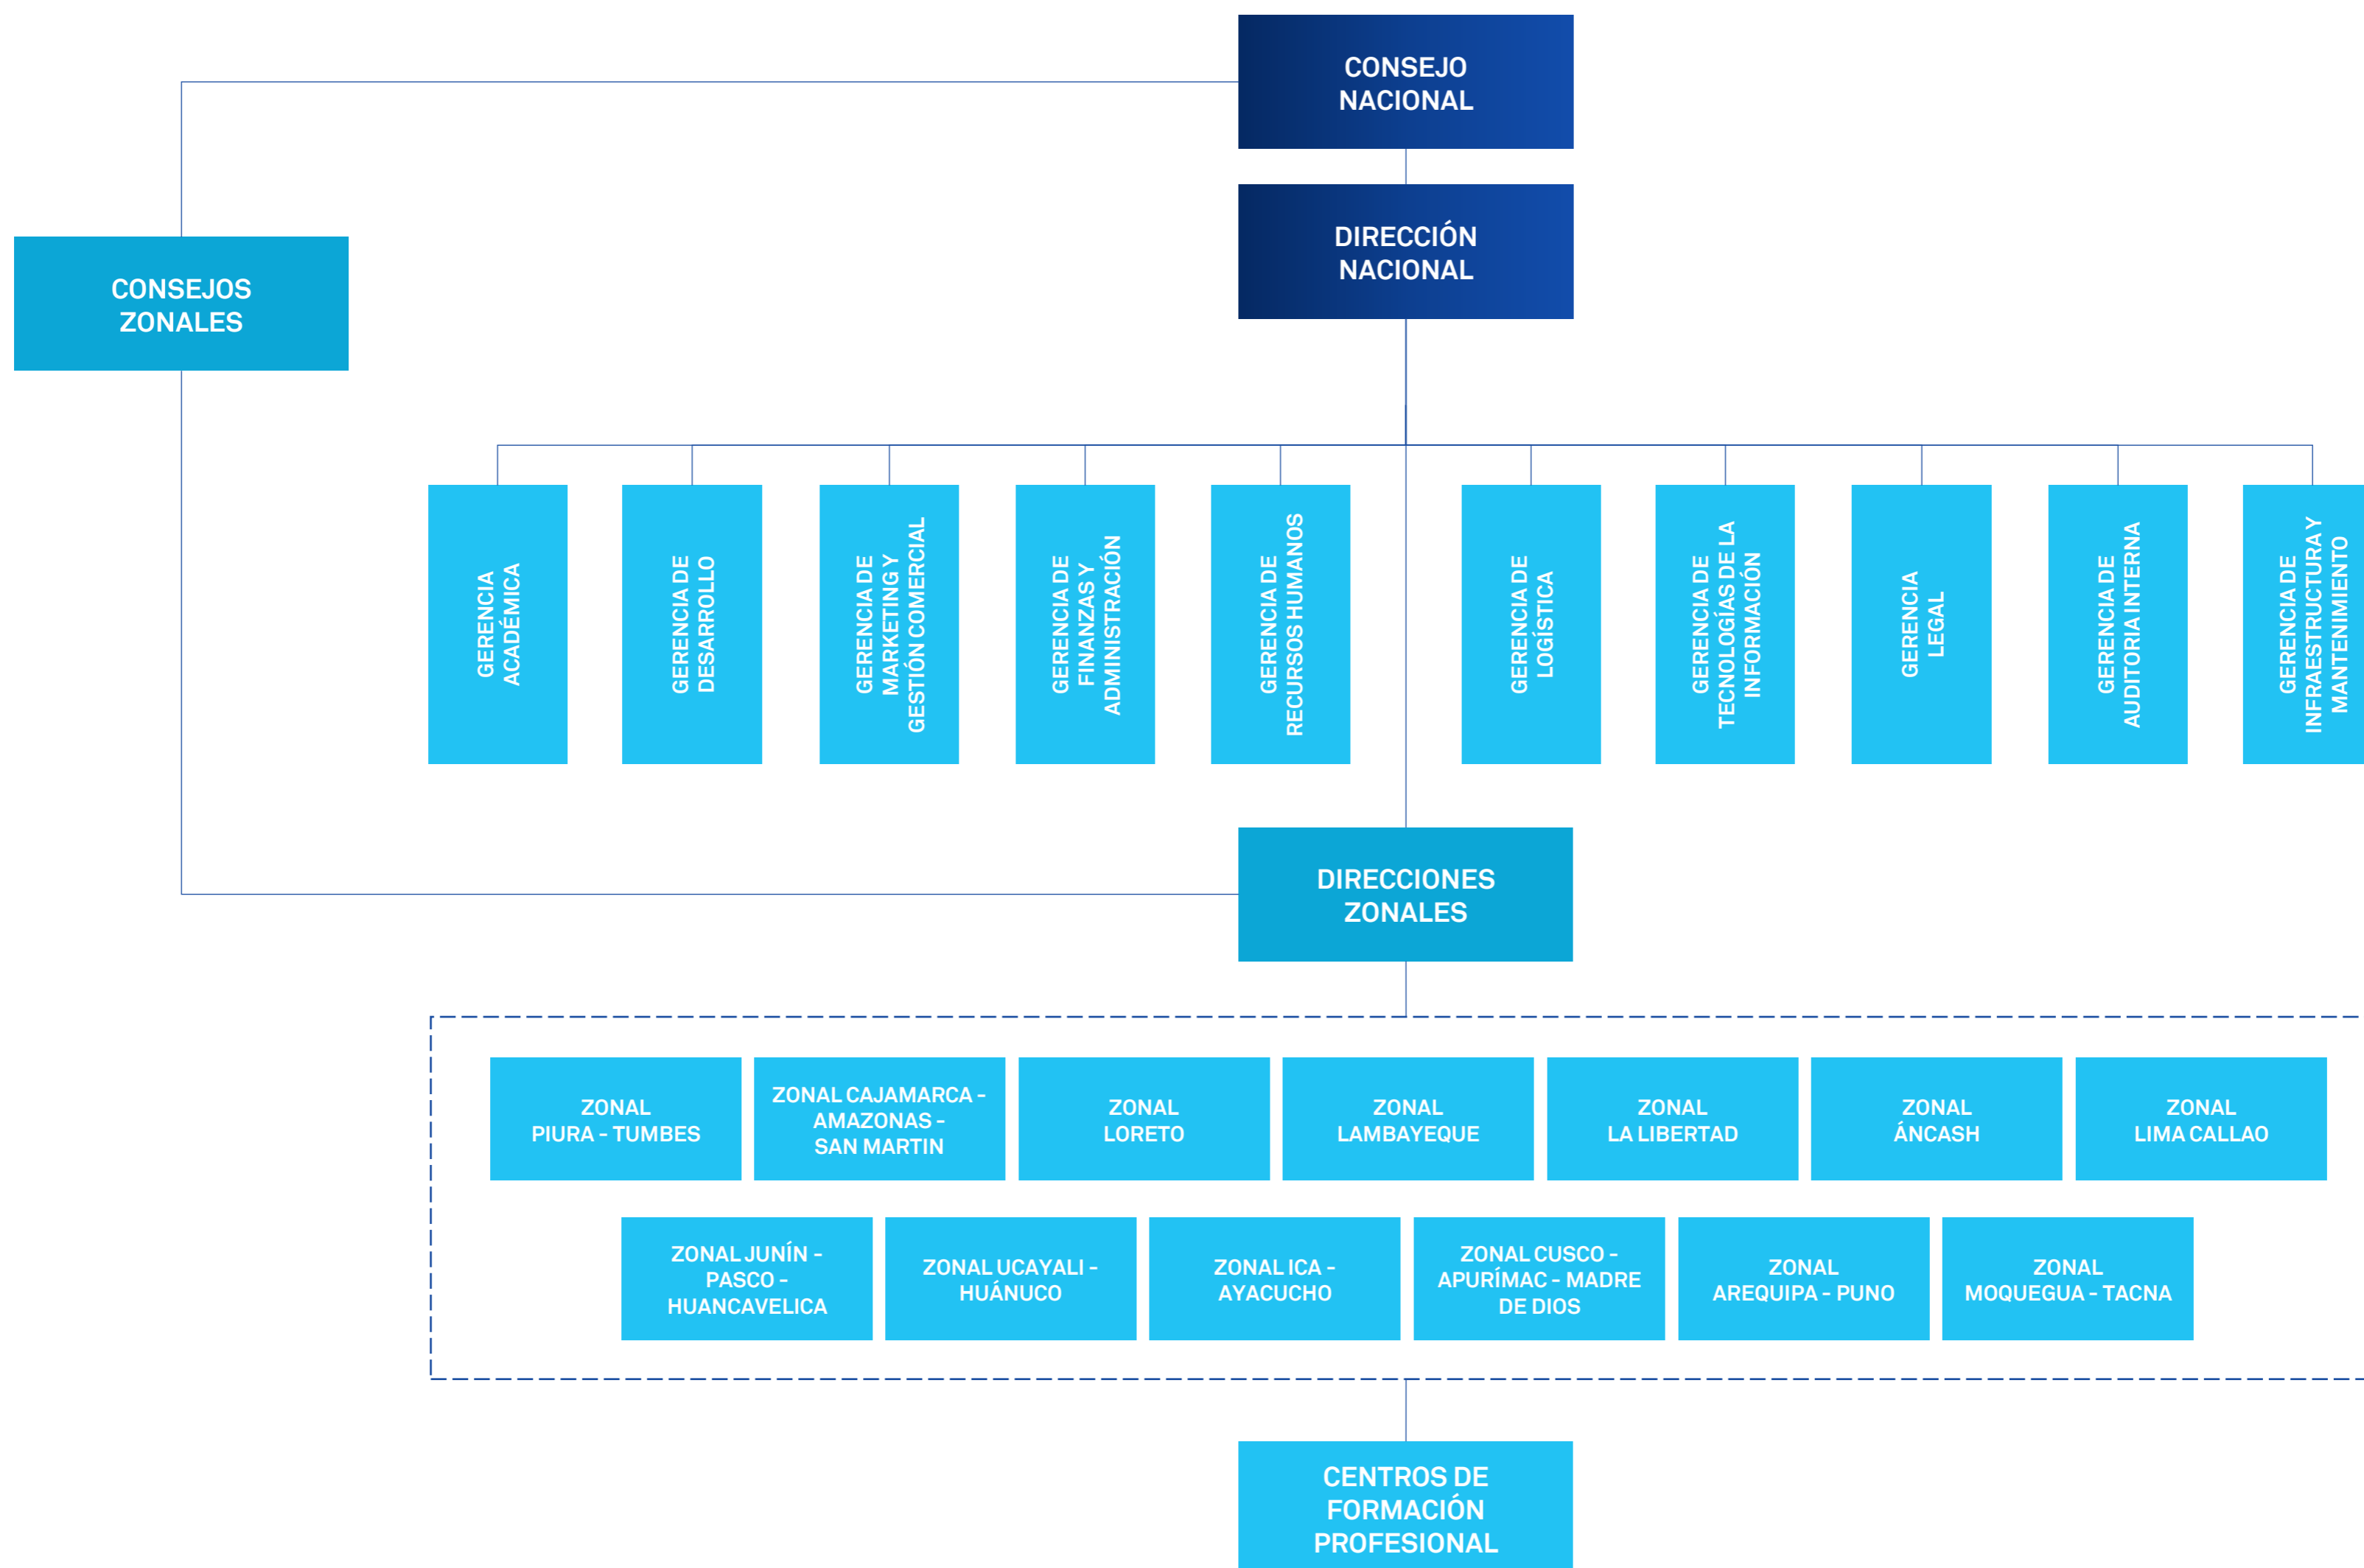 CONSEJO
NACIONAL
DIRECCIÓN
NACIONAL
CONSEJOS
ZONALES
GERENCIA
ACADÉMICA
GERENCIA DE
DESARROLLO
GERENCIA DE
MARKETING Y
GESTIÓN COMERCIAL
GERENCIA DE
FINANZAS Y
ADMINISTRACIÓN
GERENCIA DE
RECURSOS HUMANOS
GERENCIA DE
LOGÍSTICA
GERENCIA DE
TECNOLOGÍAS DE LA
INFORMACIÓN
GERENCIA
LEGAL
GERENCIA DE
AUDITORIA INTERNA
GERENCIA DE
INFRAESTRUCTURA Y
MANTENIMIENTO
DIRECCIONES
ZONALES
ZONAL
PIURA - TUMBES
ZONAL CAJAMARCA -
AMAZONAS -
SAN MARTIN
ZONAL
LORETO
ZONAL
LAMBAYEQUE
ZONAL
LA LIBERTAD
ZONAL
ÁNCASH
ZONAL
LIMA CALLAO
ZONAL JUNÍN -
PASCO -
HUANCAVELICA
ZONAL UCAYALI -
HUÁNUCO
ZONAL ICA -
AYACUCHO
ZONAL CUSCO -
APURÍMAC - MADRE
DE DIOS
ZONAL
AREQUIPA - PUNO
ZONAL
MOQUEGUA - TACNA
CENTROS DE
FORMACIÓN
PROFESIONAL